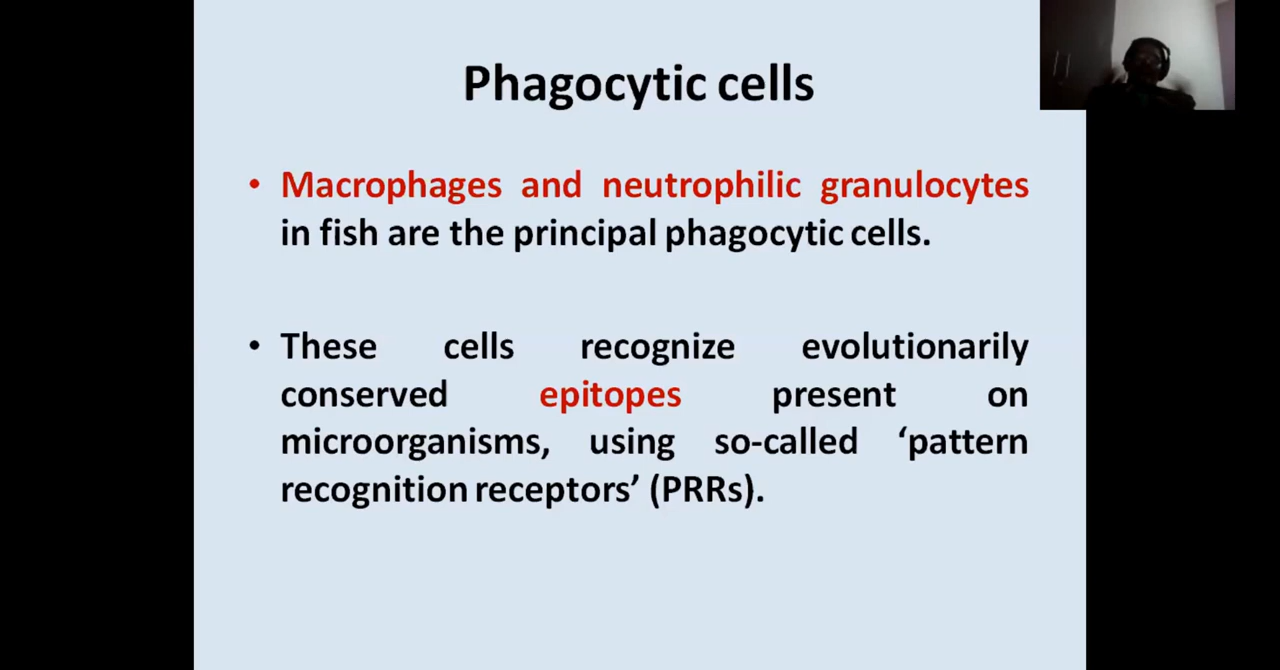 Phagocytic cells
• Macrophages and neutrophilic granulocytes
in fish are the principal phagocytic cells.
• These cells recognize evolutionarily
conserved epitopes present on
microorganisms, using so-called ‘pattern
recognition receptors’ (PRRs).